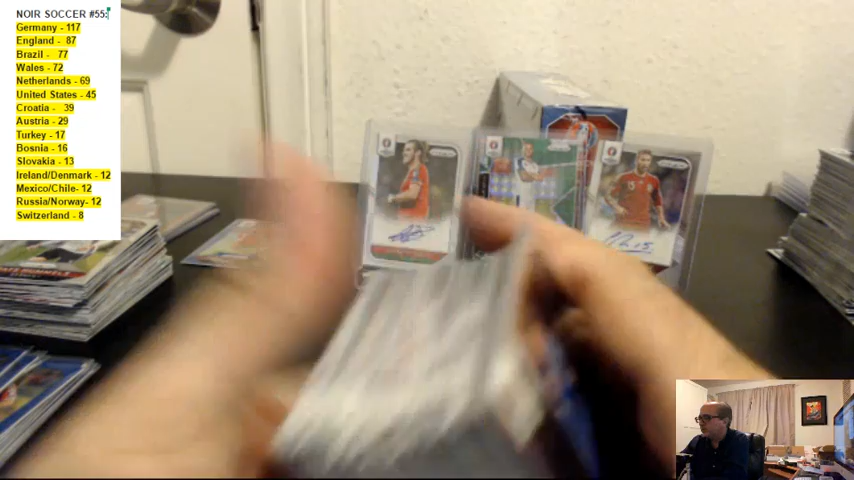 NOIR SOCCER #55:
Germany - 117
England - 87
Brazil - 77
Wales - 72
Netherlands - 69
United States - 45
Croatia - 39
Austria - 29
Turkey - 17
Bosnia - 16
Slovakia - 13
Ireland/Denmark - 12
Mexico/Chile- 12
Russia/Norway- 12
Switzerland - 8